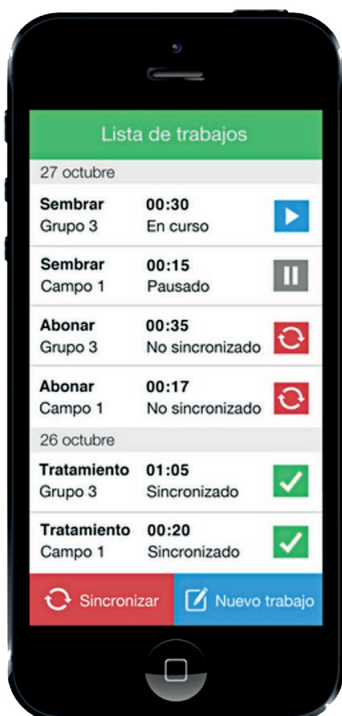 Lista de trabajos
27 octubre
Sembrar 00:30
Grupo 3 En curso
Sembrar 00:15
Campo 1 Pausado
Abonar 00:35
Grupo 3 No sincronizado
Abonar 00:17
Campo 1 No sincronizado
26 octubre
Tratamiento 01:05
Grupo 3 Sincronizado
Tratamiento 00:20
Campo 1 Sincronizado
Sincronizar Nuevo trabajo